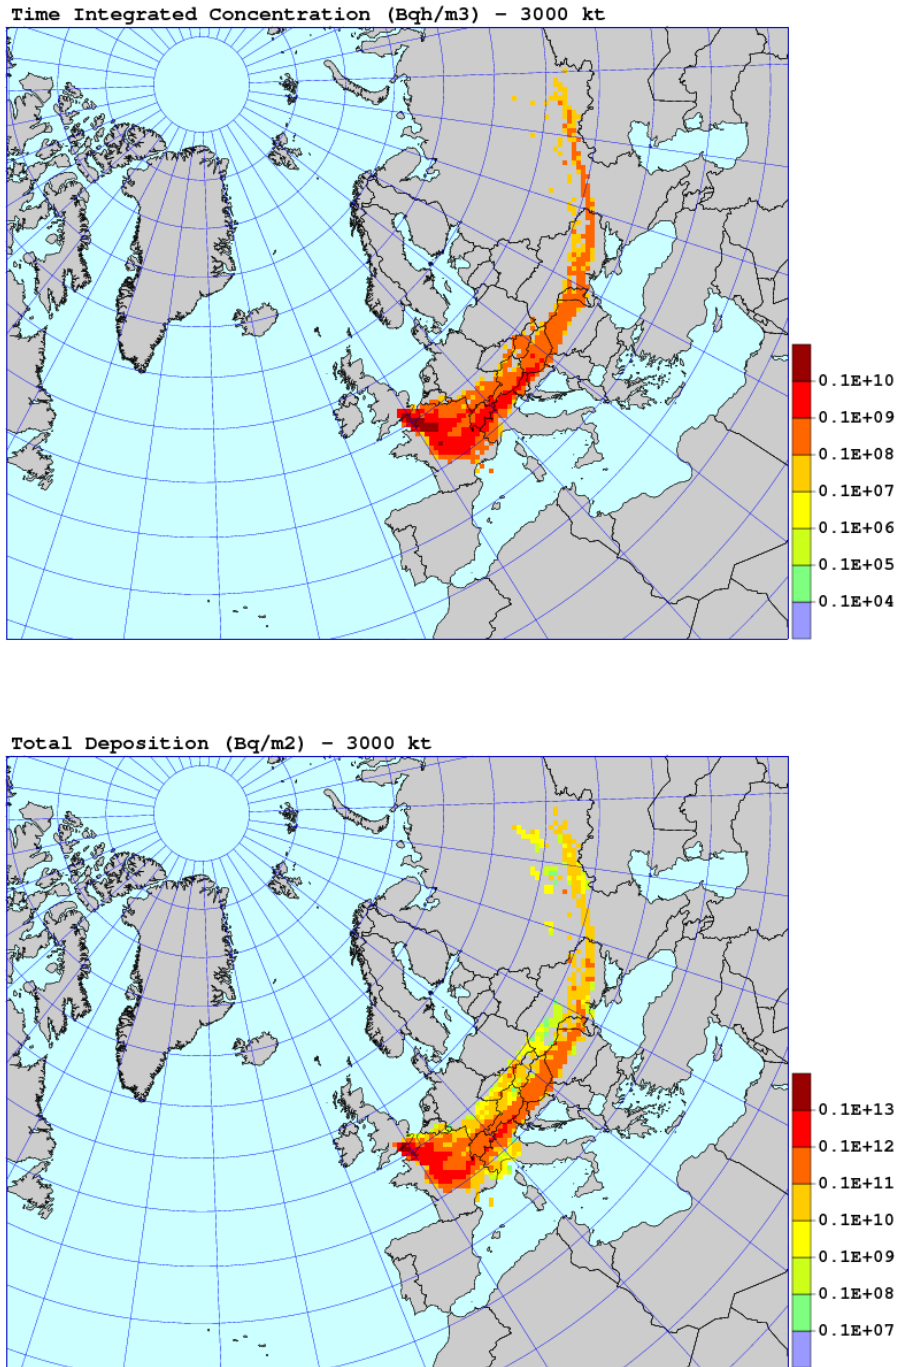 Time Integrated Concentration (Bqh/m3) – 3000 kt
0.1E+10
0.1E+09
0.1E+08
0.1E+07
0.1E+06
0.1E+05
0.1E+04
Total Deposition (Bq/m2) – 3000 kt
0.1E+13
0.1E+12
0.1E+11
0.1E+10
0.1E+09
0.1E+08
0.1E+07